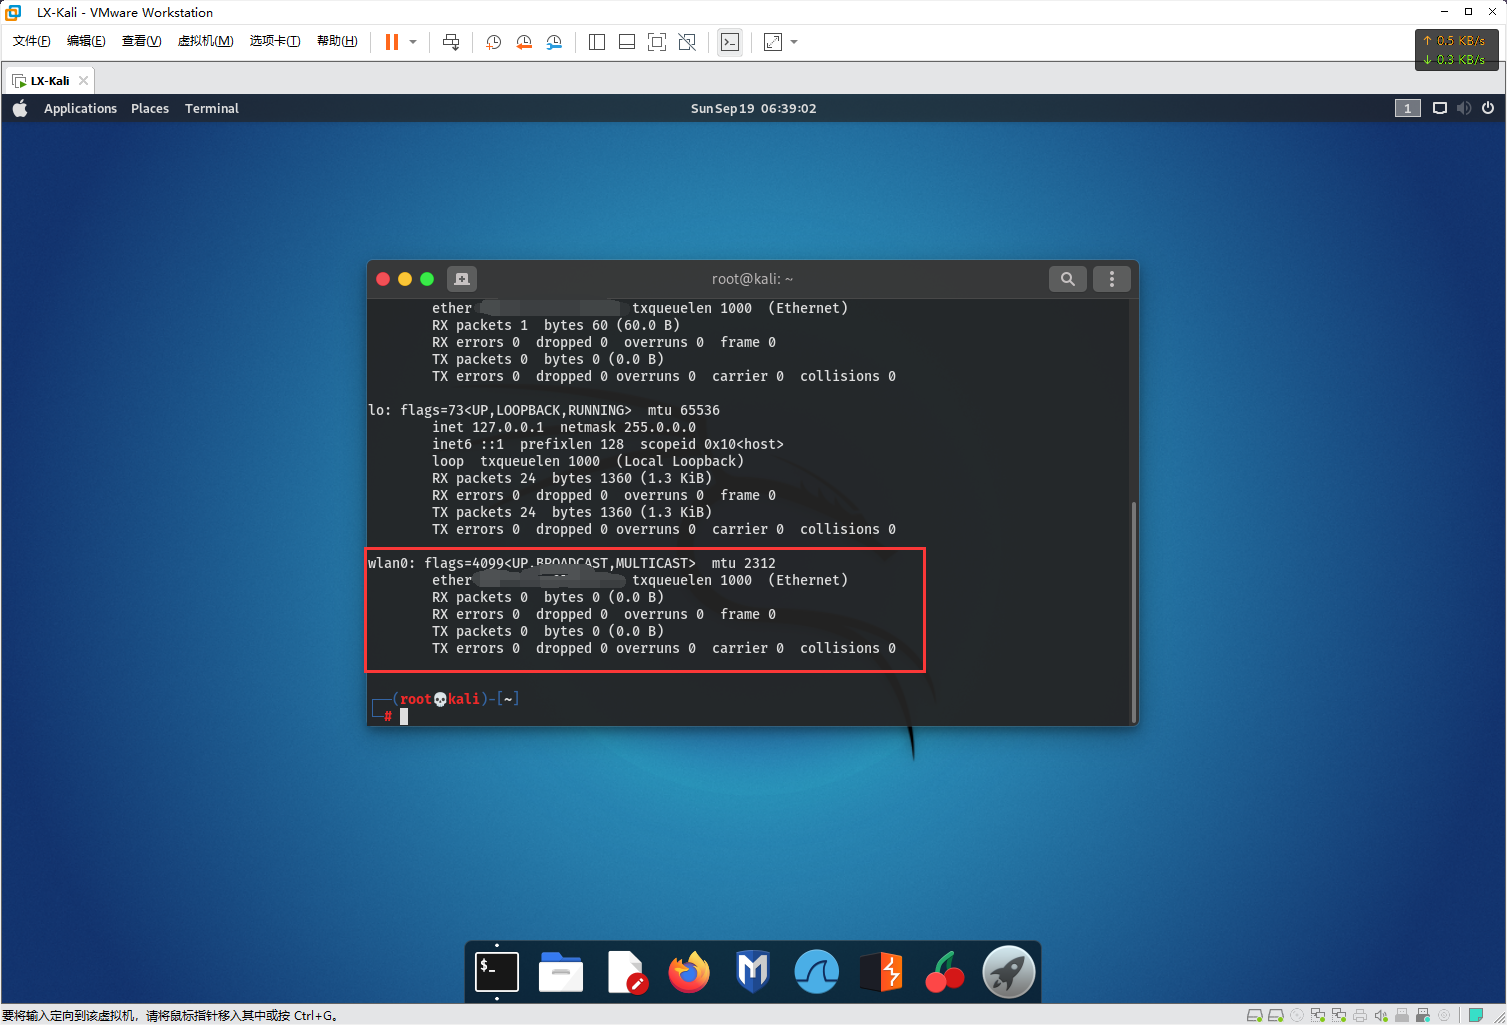 LX-Kali - VMware Workstation
文件(F) 编辑(E) 查看(V) 虚拟机(M) 选项卡(T) 帮助(H)
↑ 0.5 KB/s
↓ 0.3 KB/s
LX-Kali
Applications Places Terminal Sun Sep 19 06:39:02 1
root@kali: ~
ether txqueuelen 1000 (Ethernet)
RX packets 1 bytes 60 (60.0 B)
RX errors 0 dropped 0 overruns 0 frame 0
TX packets 0 bytes 0 (0.0 B)
TX errors 0 dropped 0 overruns 0 carrier 0 collisions 0
lo: flags=73<UP,LOOPBACK,RUNNING> mtu 65536
inet 127.0.0.1 netmask 255.0.0.0
inet6 ::1 prefixlen 128 scopeid 0x10<host>
loop txqueuelen 1000 (Local Loopback)
RX packets 24 bytes 1360 (1.3 KiB)
RX errors 0 dropped 0 overruns 0 frame 0
TX packets 24 bytes 1360 (1.3 KiB)
TX errors 0 dropped 0 overruns 0 carrier 0 collisions 0
wlan0: flags=4099<UP,BROADCAST,MULTICAST> mtu 2312
ether txqueuelen 1000 (Ethernet)
RX packets 0 bytes 0 (0.0 B)
RX errors 0 dropped 0 overruns 0 frame 0
TX packets 0 bytes 0 (0.0 B)
TX errors 0 dropped 0 overruns 0 carrier 0 collisions 0
┌──(root💀kali)-[~]
└─#
$_
M
要将输入定向到该虚拟机，请将鼠标指针移入其中或按 Ctrl+G。